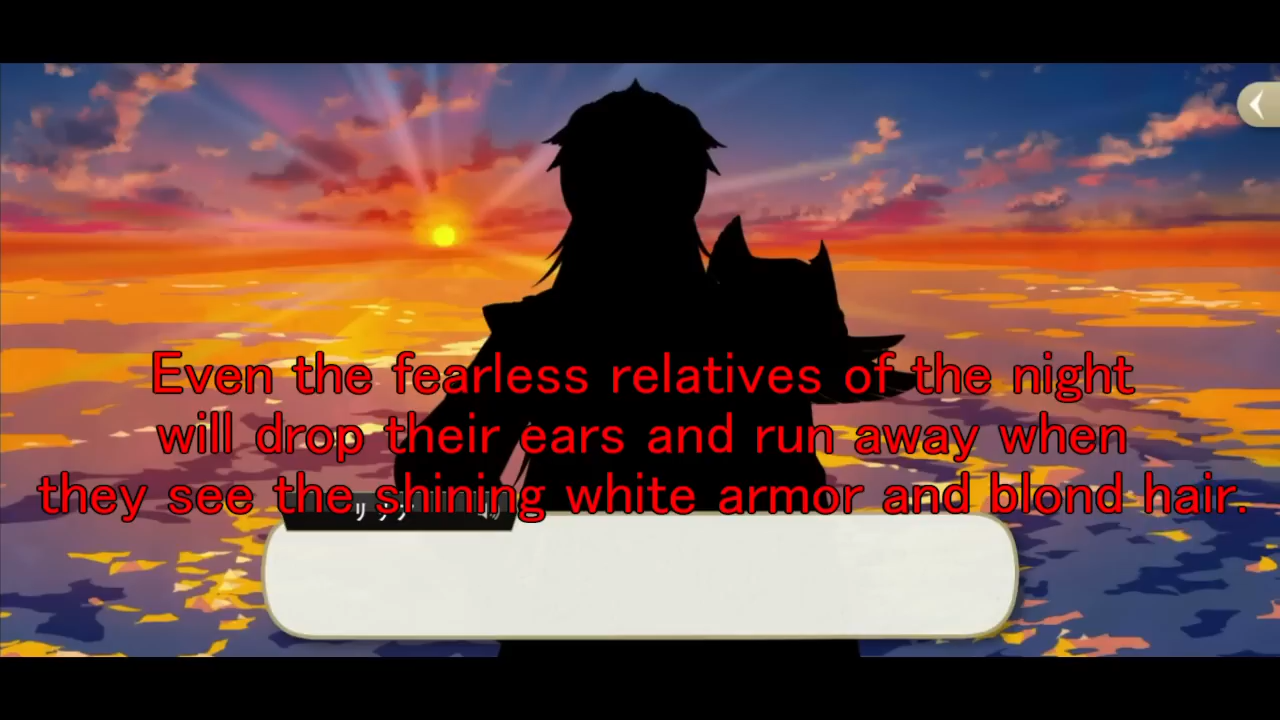 Even the fearless relatives of the night
will drop their ears and run away when
they see the shining white armor and blond hair.